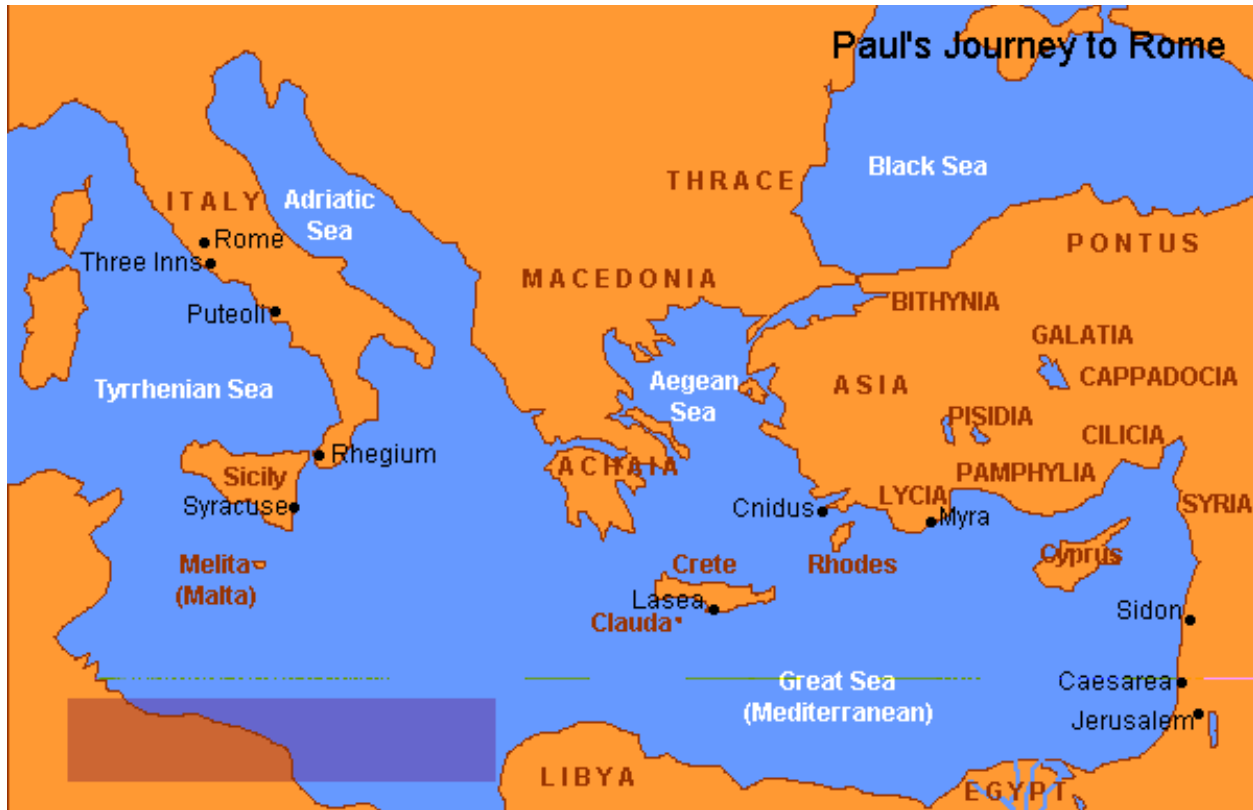 Paul's Journey to Rome
Black Sea
THRACE
ITALY
Adriatic
Sea
PONTUS
Rome
Three Inns
MACEDONIA
BITHYNIA
Puteoli
GALATIA
Tyrrhenian Sea
Aegean
Sea
ASIA
CAPPADOCIA
PISIDIA
CILICIA
Rhegium
ACHAIA
Sicily
PAMPHYLIA
LYCIA
SYRIA
Syracuse
Cnidus
Myra
Melita
(Malta)
Crete
Rhodes
Cyprus
Lasea
Clauda
Sidon
Great Sea
(Mediterranean)
Caesarea
Jerusalem
LIBYA
EGYPT